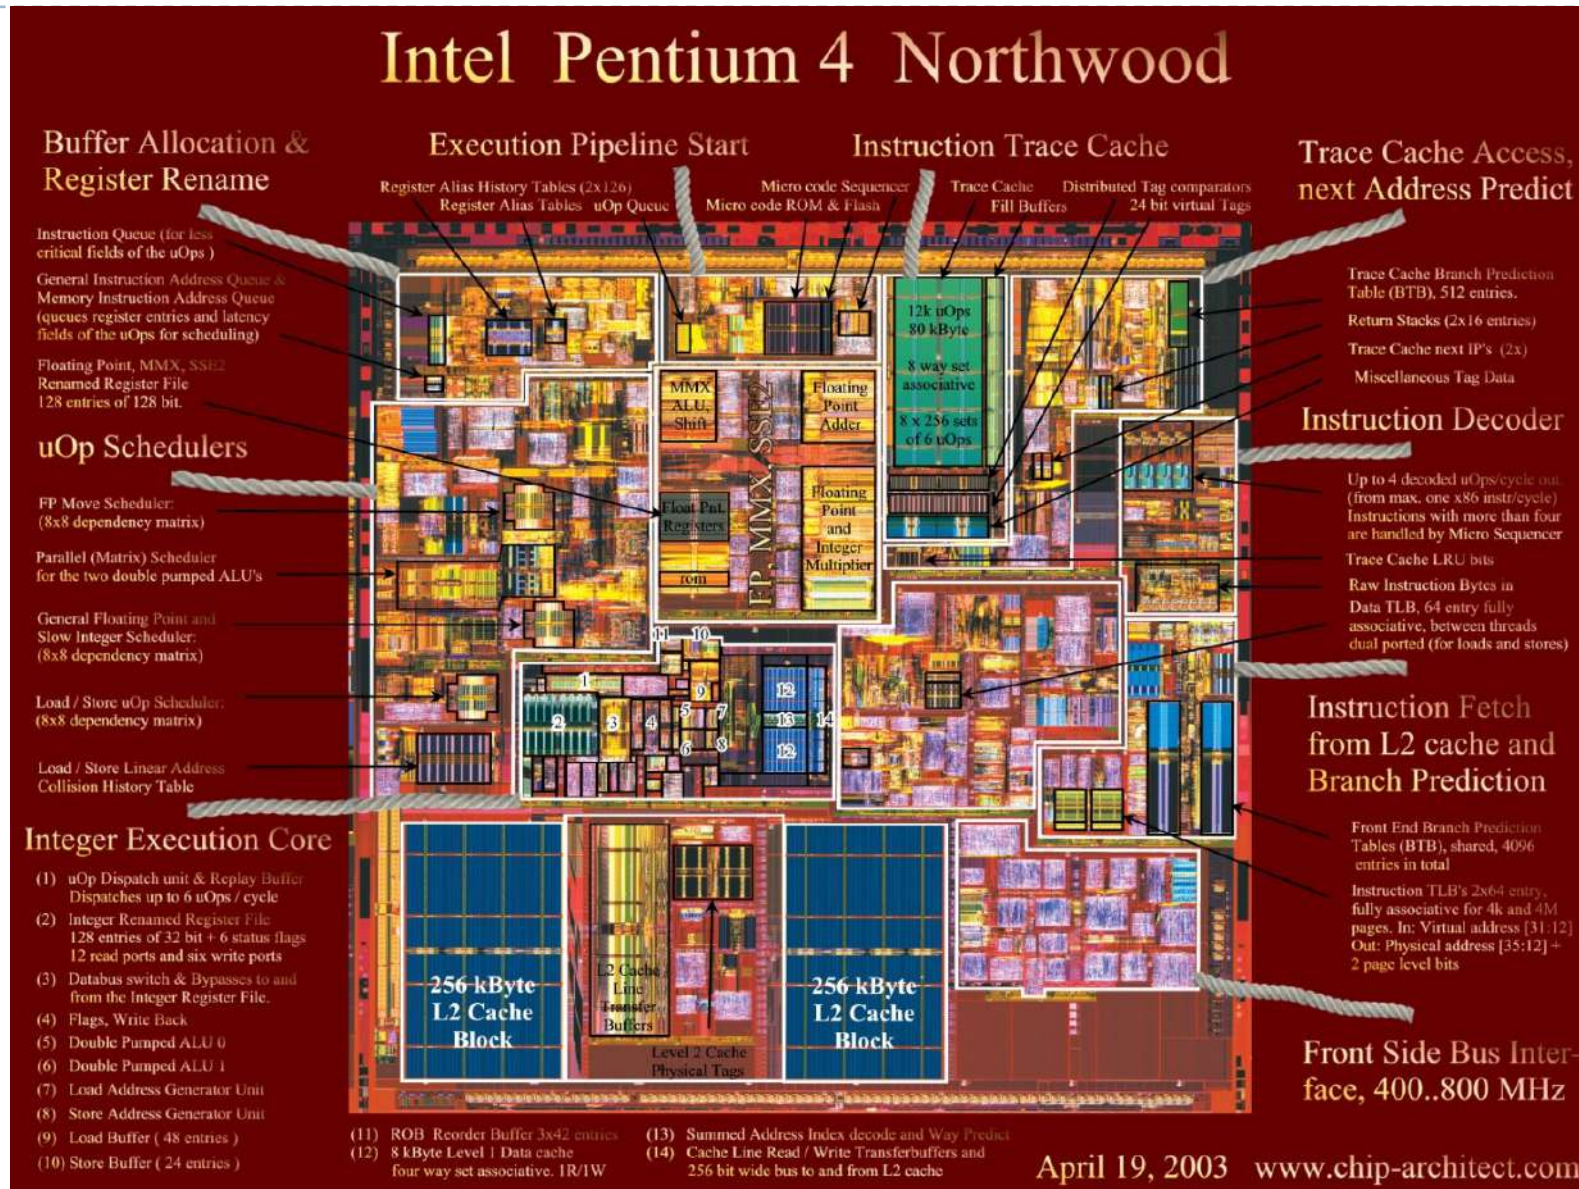 Intel Pentium 4 Northwood
Buffer Allocation &
Register Rename
Instruction Queue (for less
critical fields of the uOps )
General Instruction Address Queue &
Memory Instruction Address Queue
(queues register entries and latency
fields of the uOps for scheduling)
Floating Point, MMX, SSE2
Renamed Register File
128 entries of 128 bit.
uOp Schedulers
FP Move Scheduler:
(8x8 dependency matrix)
Parallel (Matrix) Scheduler
for the two double pumped ALU's
General Floating Point and
Slow Integer Scheduler:
(8x8 dependency matrix)
Load / Store uOp Scheduler:
(8x8 dependency matrix)
Load / Store Linear Address
Collision History Table
Integer Execution Core
(1) uOp Dispatch unit & Replay Buffer
Dispatches up to 6 uOps / cycle
(2) Integer Renamed Register File
128 entries of 32 bit + 6 status flags
12 read ports and six write ports
(3) Databus switch & Bypasses to and
from the Integer Register File.
(4) Flags, Write Back
(5) Double Pumped ALU 0
(6) Double Pumped ALU 1
(7) Load Address Generator Unit
(8) Store Address Generator Unit
(9) Load Buffer ( 48 entries )
(10) Store Buffer ( 24 entries )
Execution Pipeline Start
Register Alias History Tables (2x126)
Register Alias Tables uOp Queue
Micro code Sequencer
Micro code ROM & Flash
Instruction Trace Cache
Trace Cache
Fill Buffers
Distributed Tag comparators
24 bit virtual Tags
12k uOps
80 kByte
8 way set
associative
8 x 256 sets
of 6 uOps
MMX
ALU,
Shift
Floating
Point
Adder
FP, MMX, SSE2
Float Pnt.
Registers
rom
Floating
Point
and
Integer
Multiplier
11
10
1
2
3
4
5
6
7
8
9
12
13
12
14
256 kByte
L2 Cache
Block
L2 Cache
Line
Transfer
Buffers
Level 2 Cache
Physical Tags
256 kByte
L2 Cache
Block
Trace Cache Access,
next Address Predict
Trace Cache Branch Prediction
Table (BTB), 512 entries.
Return Stacks (2x16 entries)
Trace Cache next IP's (2x)
Miscellaneous Tag Data
Instruction Decoder
Up to 4 decoded uOps/cycle out.
(from max. one x86 instr/cycle)
Instructions with more than four
are handled by Micro Sequencer
Trace Cache LRU bits
Raw Instruction Bytes in
Data TLB, 64 entry fully
associative, between threads
dual ported (for loads and stores)
Instruction Fetch
from L2 cache and
Branch Prediction
Front End Branch Prediction
Tables (BTB), shared, 4096
entries in total
Instruction TLB's 2x64 entry,
fully associative for 4k and 4M
pages. In: Virtual address [31:12]
Out: Physical address [35:12] +
2 page level bits
Front Side Bus Inter-
face, 400..800 MHz
(11) ROB Reorder Buffer 3x42 entries
(12) 8 kByte Level 1 Data cache
four way set associative. 1R/1W
(13) Summed Address Index decode and Way Predict
(14) Cache Line Read / Write Transferbuffers and
256 bit wide bus to and from L2 cache
April 19, 2003 www.chip-architect.com